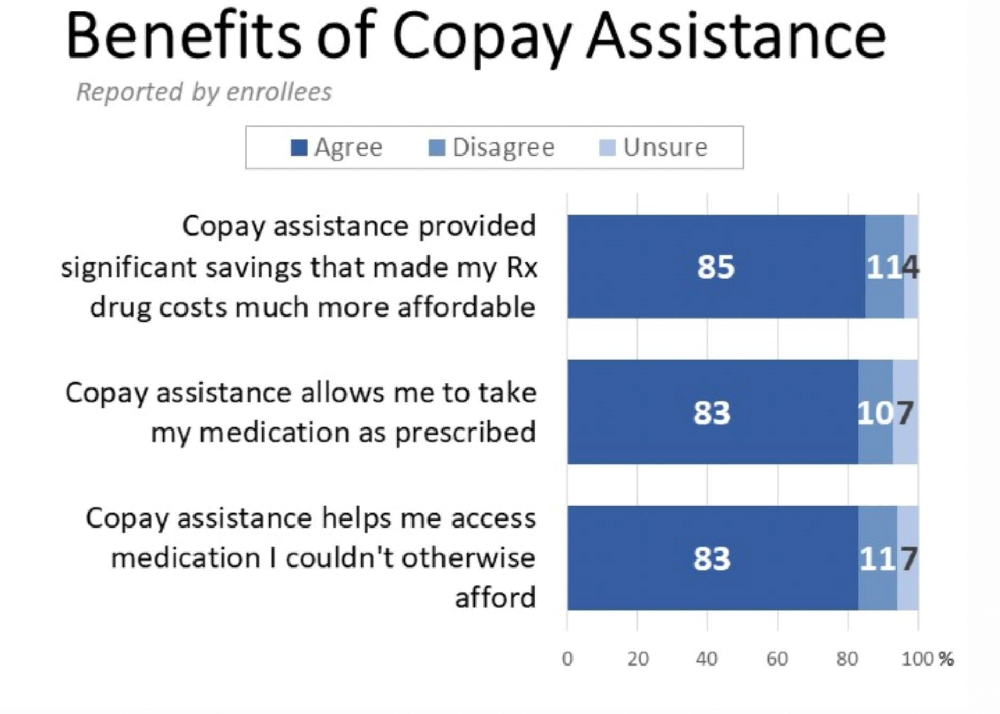 Benefits of Copay Assistance
Reported by enrollees
Agree Disagree Unsure
Copay assistance provided
significant savings that made my Rx
drug costs much more affordable
85 11 4
Copay assistance allows me to take
my medication as prescribed
83 10 7
Copay assistance helps me access
medication I couldn't otherwise
afford
83 11 7
0 20 40 60 80 100 %